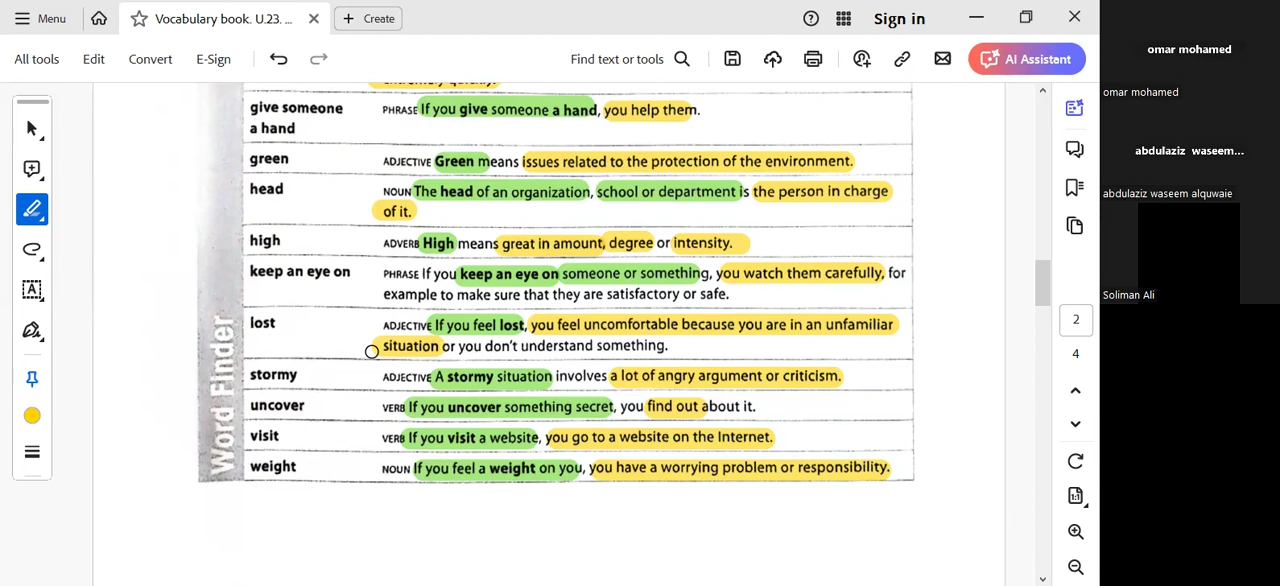 Menu
Vocabulary book. U.23. ...
Create
Sign in
All tools
Edit
Convert
E-Sign
Find text or tools
AI Assistant
extremely quickly.
give someone a hand PHRASE If you give someone a hand, you help them.
green ADJECTIVE Green means issues related to the protection of the environment.
head NOUN The head of an organization, school or department is the person in charge
of it.
high ADVERB High means great in amount, degree or intensity.
keep an eye on PHRASE If you keep an eye on someone or something, you watch them carefully, for
example to make sure that they are satisfactory or safe.
lost ADJECTIVE If you feel lost, you feel uncomfortable because you are in an unfamiliar
situation or you don't understand something.
stormy ADJECTIVE A stormy situation involves a lot of angry argument or criticism.
uncover VERB If you uncover something secret, you find out about it.
visit VERB If you visit a website, you go to a website on the Internet.
weight NOUN If you feel a weight on you, you have a worrying problem or responsibility.
Word Finder
2
4
1:1
omar mohamed
omar mohamed
abdulaziz waseem...
abdulaziz waseem alquwaie
Soliman Ali